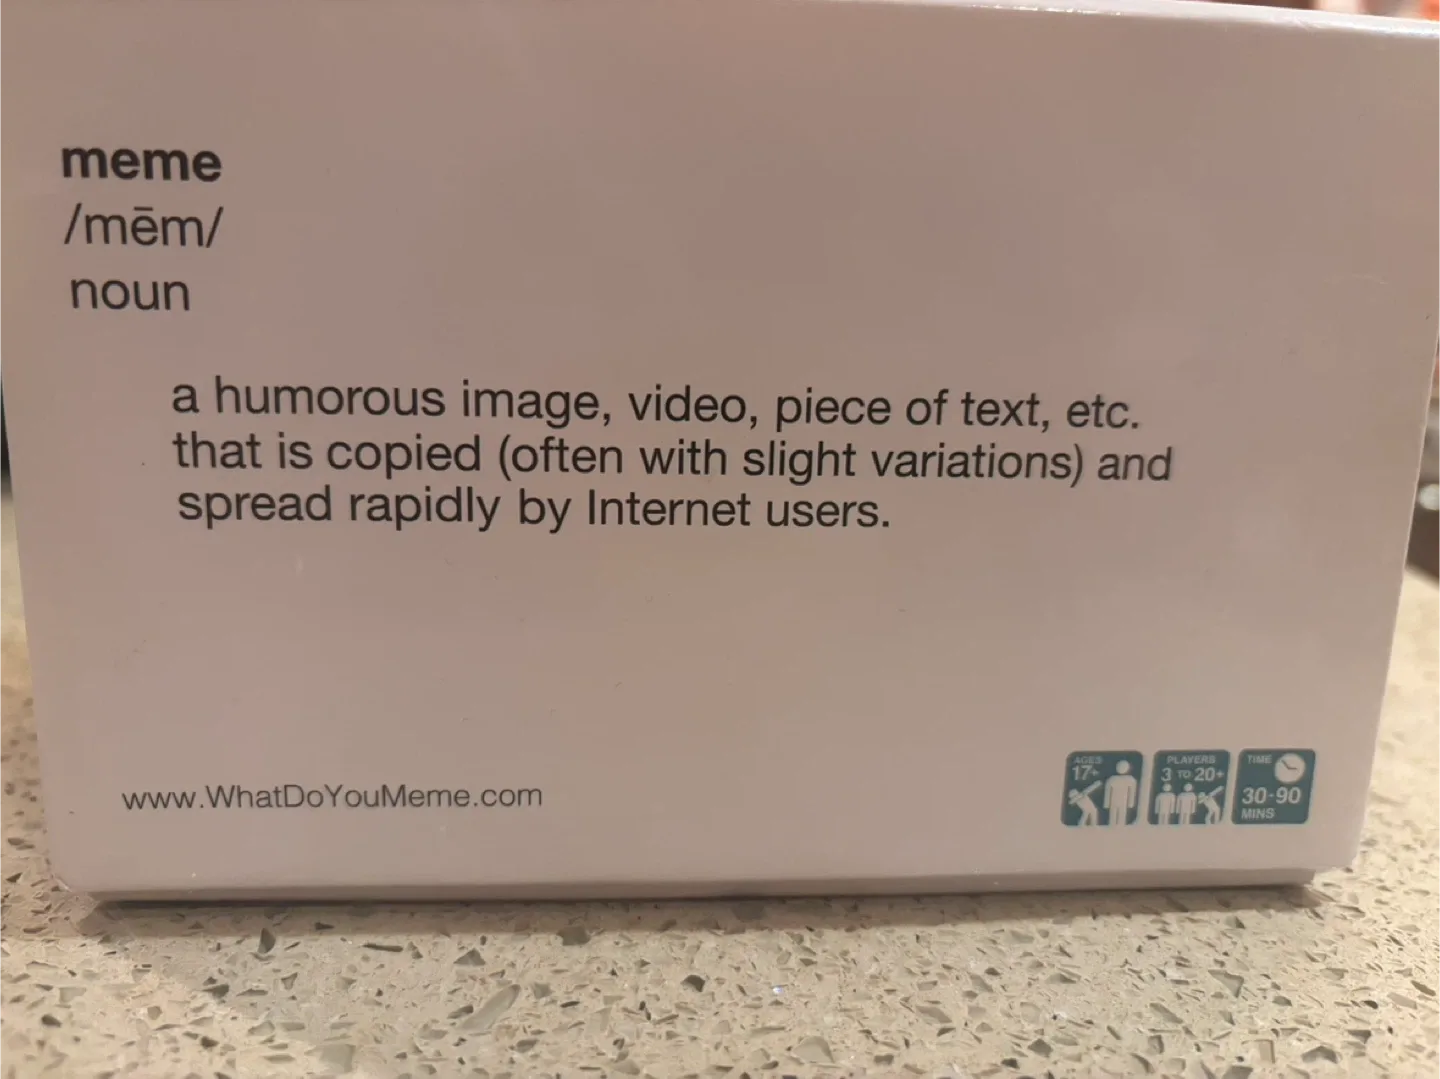 meme
/mēm/
noun
a humorous image, video, piece of text, etc.
that is copied (often with slight variations) and
spread rapidly by Internet users.
www.WhatDoYouMeme.com
AGES
17+
PLAYERS
3 TO 20+
TIME
30-90
MINS